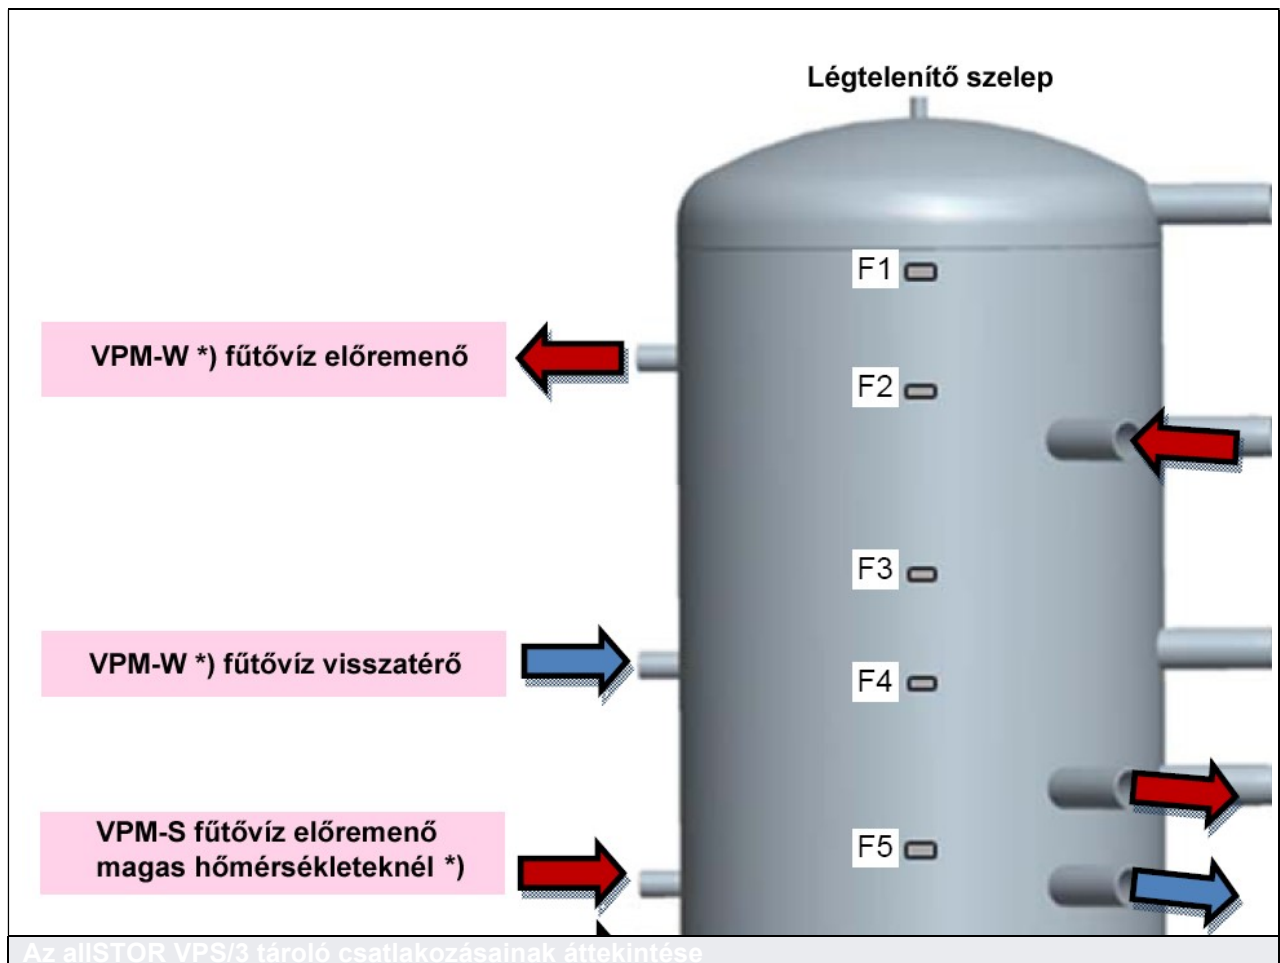 Légtelenítő szelep
F1
VPM-W *) fűtővíz előremenő
F2
F3
VPM-W *) fűtővíz visszatérő
F4
VPM-S fűtővíz előremenő
magas hőmérsékleteknél *)
F5
Az allSTOR VPS/3 tároló csatlakozásainak áttekintése